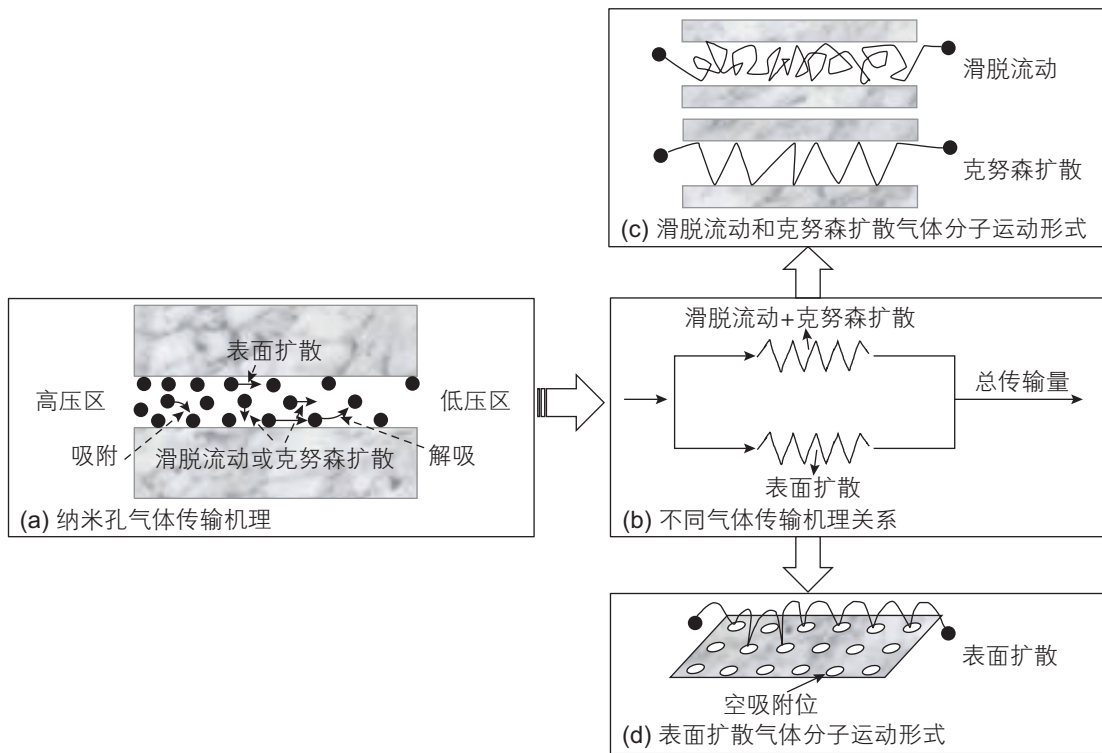 滑脱流动
克努森扩散
(c) 滑脱流动和克努森扩散气体分子运动形式
表面扩散
高压区
低压区
吸附
滑脱流动或克努森扩散
解吸
(a) 纳米孔气体传输机理
滑脱流动+克努森扩散
总传输量
表面扩散
(b) 不同气体传输机理关系
表面扩散
空吸附位
(d) 表面扩散气体分子运动形式